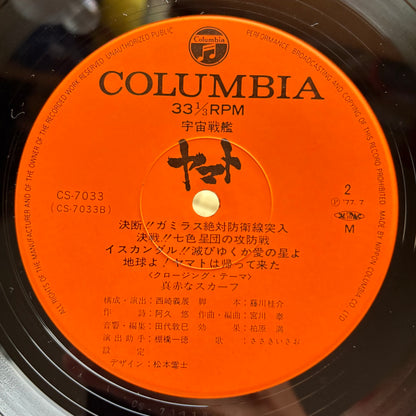 ALL RIGHTS OF THE MANUFACTURER AND OF THE OWNER OF THE RECORDED WORK RESERVED UNAUTHORIZED PUBLIC PERFORMANCE, BROADCASTING AND COPYING OF THIS RECORD PROHIBITED. MADE BY NIPPON COLUMBIA CO., LTD.
Columbia
COLUMBIA
33 1/3 RPM
宇宙戦艦
ヤマト
CS-7033
(CS-7033B)
2
Ⓟ '77. 7
M
決断!!ガミラス絶対防衛線突入
決戦!!七色星団の攻防戦
イスカンダル!!滅びゆくか愛の星よ
地球よ!!ヤマトは帰って来た
〈クロージング・テーマ〉
真赤なスカーフ
構成・演出:西崎義展 脚 本:藤川桂介
作 詩:阿久 悠 作曲・編曲:宮川 泰
音響・編集:田代敦巳 効 果:柏原 満
演出助手:棚橋一徳 歌:ささきいさお
設定
デザイン:松本零士